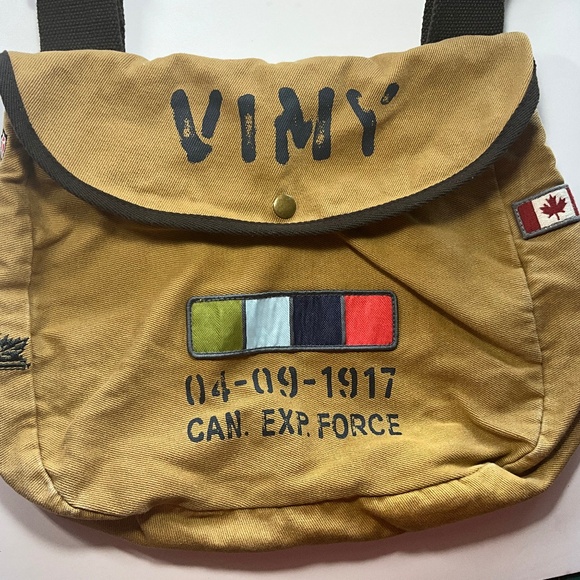 VIMY
04-09-1917
CAN. EXP. FORCE